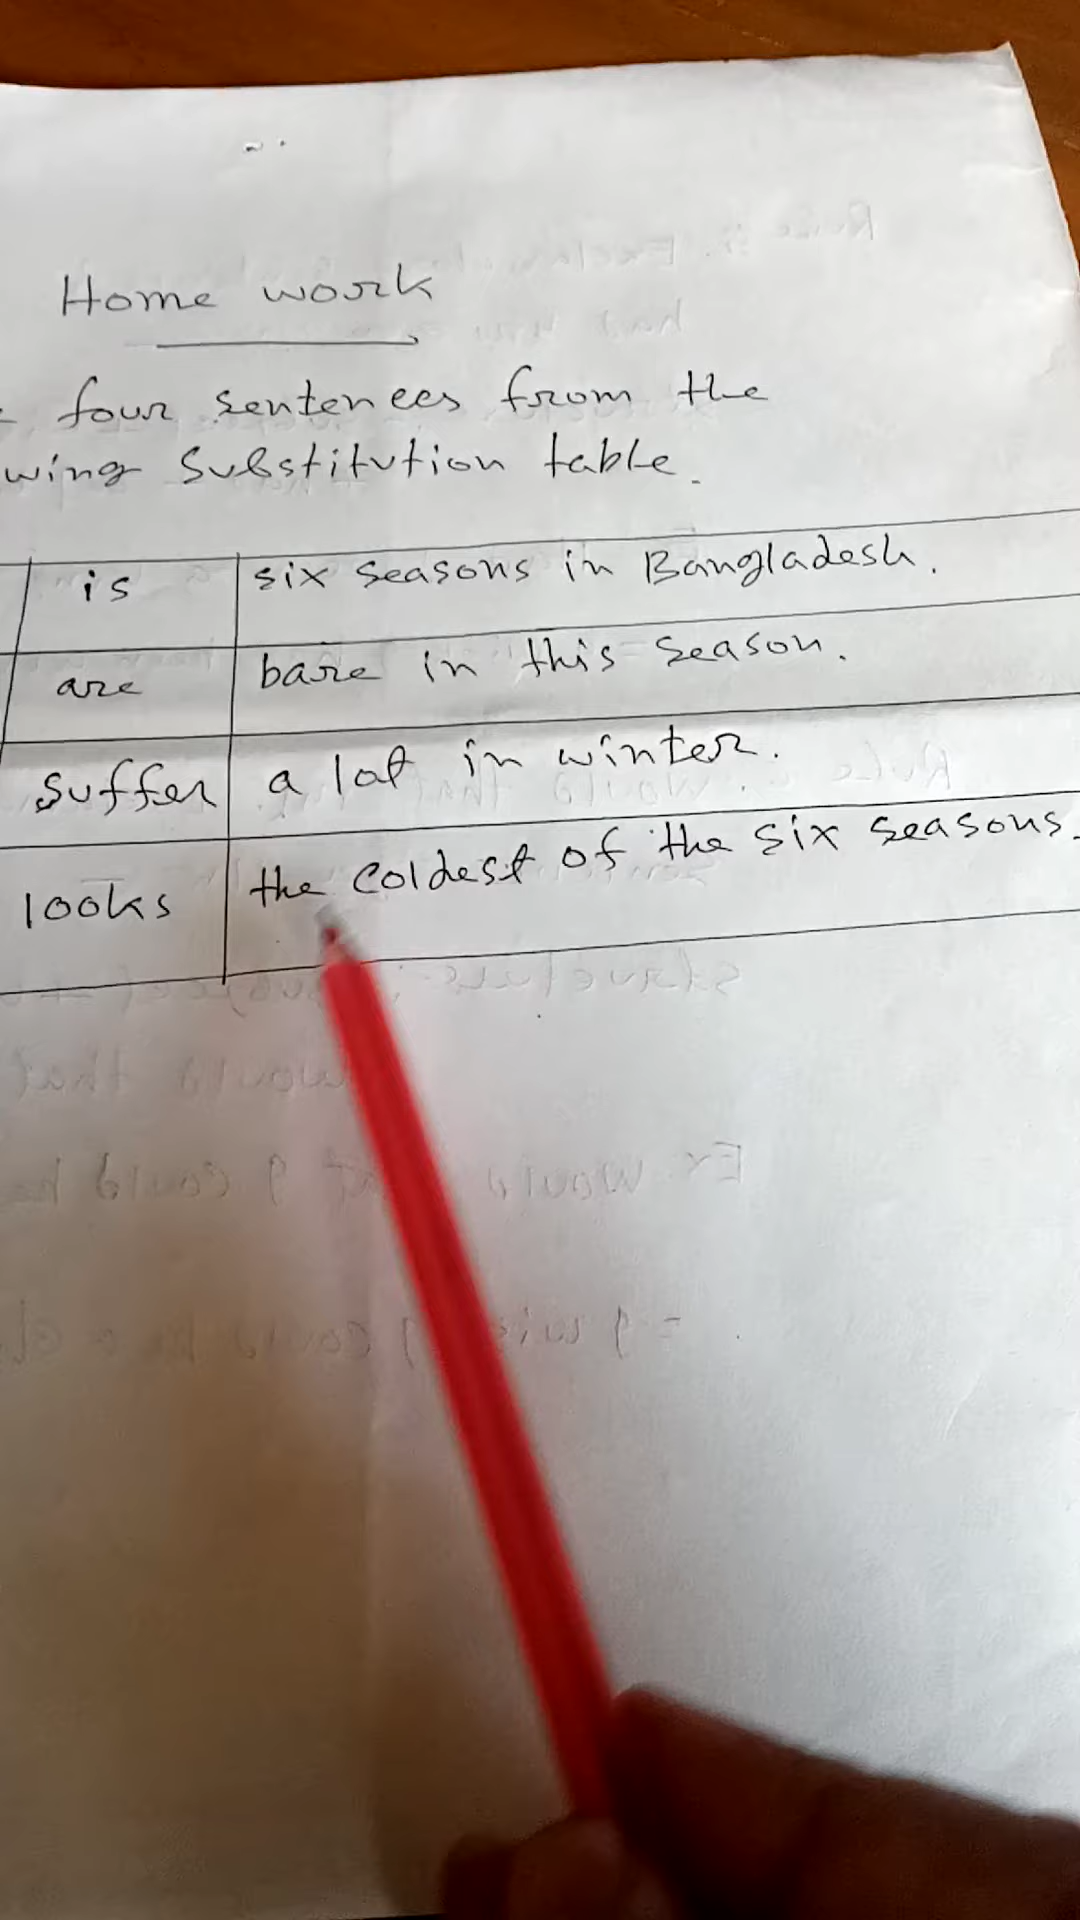 Home work
four sentences from the
wing Substitution table.
is six seasons in Bangladesh.
are bare in this season.
suffer a lot in winter.
looks the coldest of the six seasons.